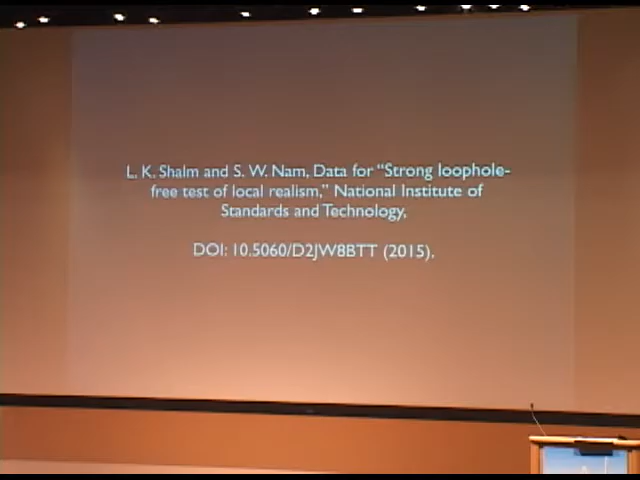 L. K. Shalm and S. W. Nam, Data for “Strong loophole-
free test of local realism,” National Institute of
Standards and Technology,
DOI: 10.5060/D2JW8BTT (2015),